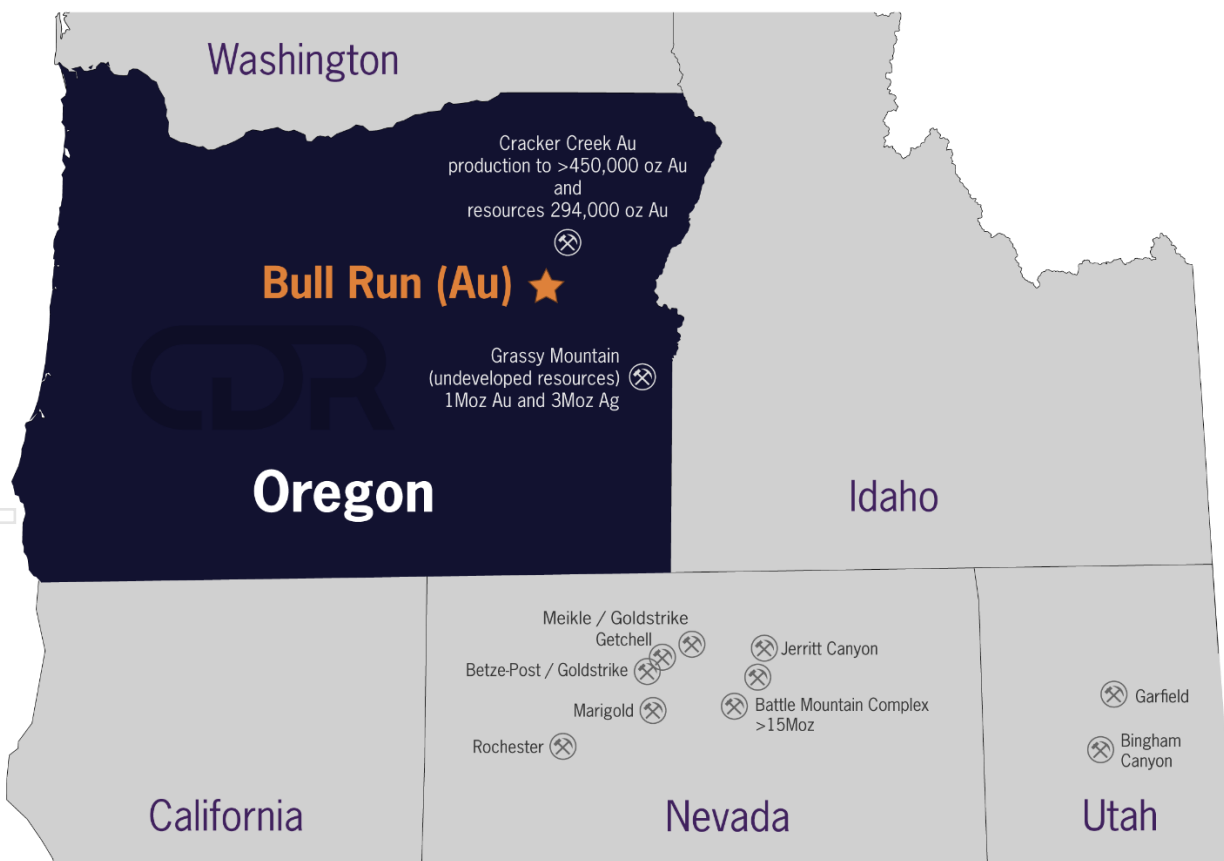 Washington
Cracker Creek Au
production to >450,000 oz Au
and
resources 294,000 oz Au
Bull Run (Au)
CDR
Grassy Mountain
(undeveloped resources)
1Moz Au and 3Moz Ag
Oregon
Idaho
Meikle / Goldstrike
Getchell
Jerritt Canyon
Betze-Post / Goldstrike
Marigold
Battle Mountain Complex
>15Moz
Rochester
Garfield
Bingham
Canyon
California
Nevada
Utah